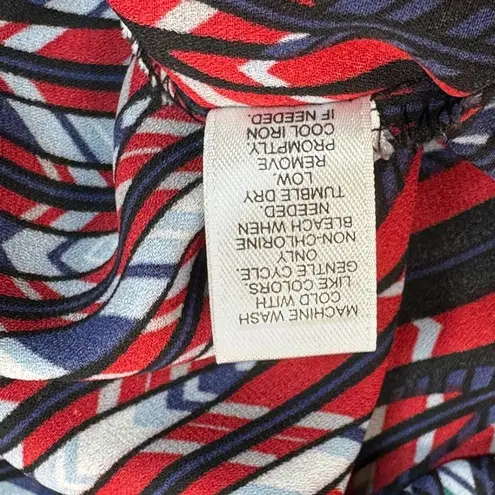 MACHINE WASH
COLD WITH
LIKE COLORS.
GENTLE CYCLE.
ONLY
NON-CHLORINE
BLEACH WHEN
NEEDED.
TUMBLE DRY
LOW.
REMOVE
PROMPTLY.
COOL IRON
IF NEEDED.